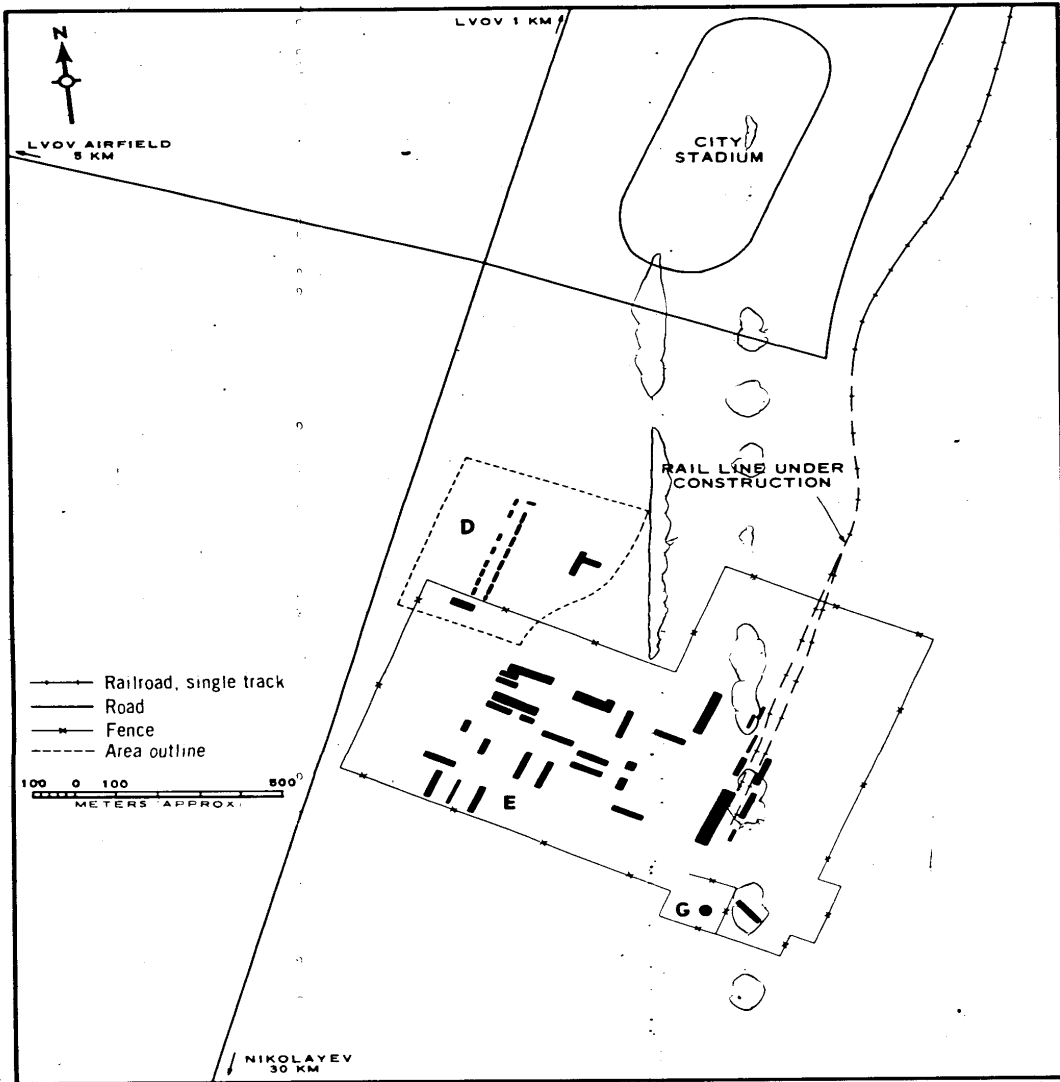 LVOV 1 KM
N
LVOV AIRFIELD
5 KM
CITY
STADIUM
RAIL LINE UNDER
CONSTRUCTION
D
Railroad, single track
Road
Fence
Area outline
100 0 100 500
METERS (APPROX)
E
G
NIKOLAYEV
30 KM